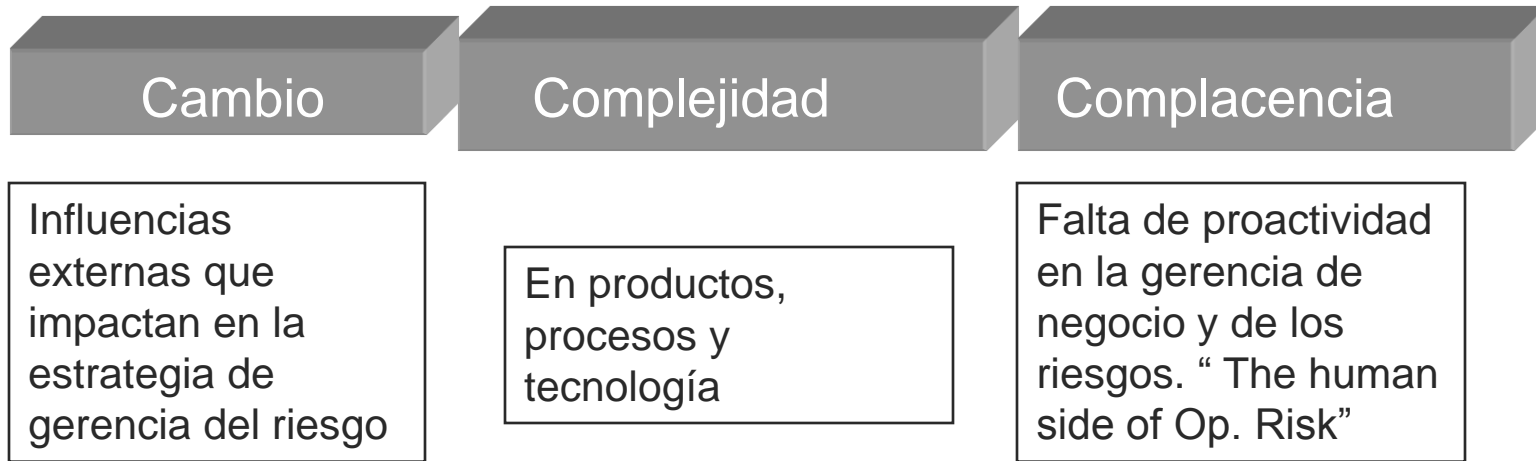 Cambio
Complejidad
Complacencia
Influencias
externas que
impactan en la
estrategia de
gerencia del riesgo
En productos,
procesos y
tecnología
Falta de proactividad
en la gerencia de
negocio y de los
riesgos. “ The human
side of Op. Risk”